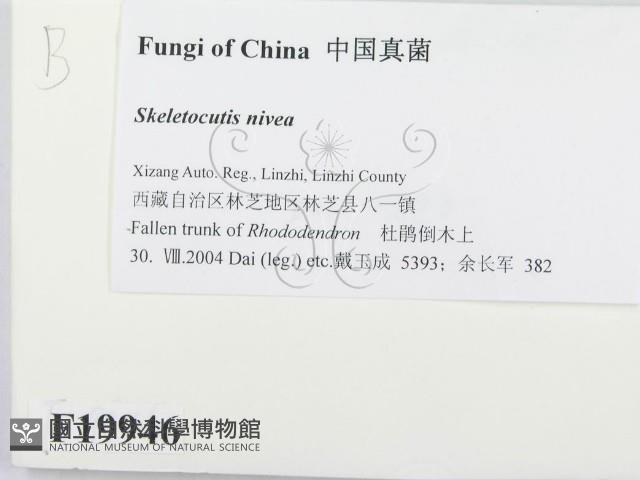 B
Fungi of China 中国真菌
Skeletocutis nivea
Xizang Auto. Reg., Linzhi, Linzhi County
西藏自治区林芝地区林芝县八一镇
Fallen trunk of Rhododendron 杜鹃倒木上
30. Ⅷ.2004 Dai (leg.) etc.戴玉成 5393; 余长军 382
F19946
國立自然科學博物館
NATIONAL MUSEUM OF NATURAL SCIENCE